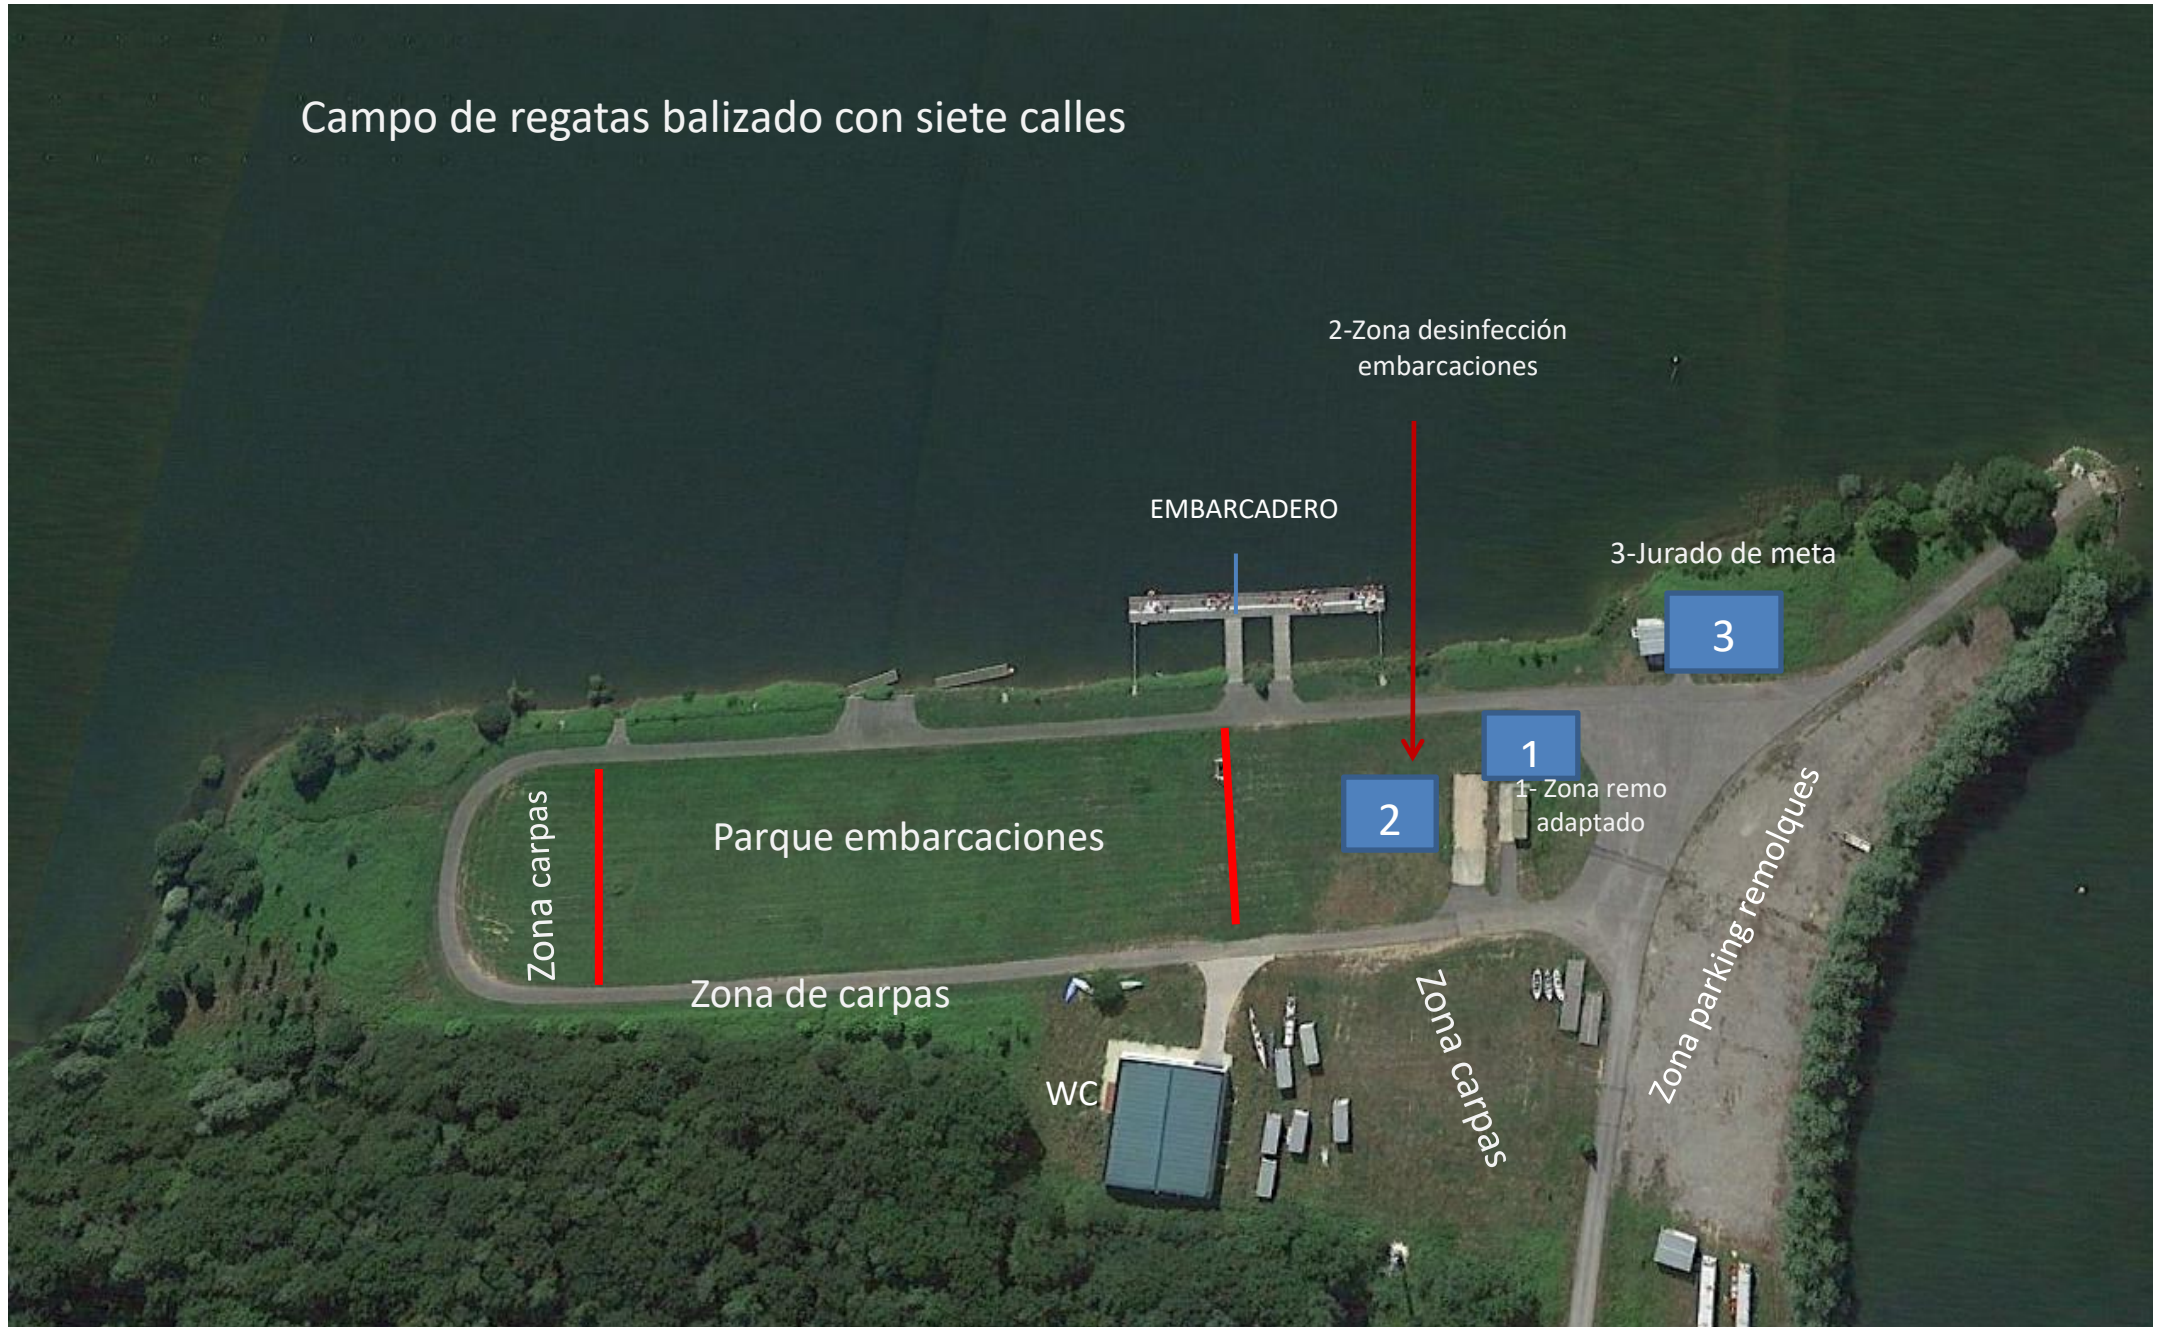 Campo de regatas balizado con siete calles
2-Zona desinfección
embarcaciones
EMBARCADERO
3-Jurado de meta
3
1
1- Zona remo
adaptado
2
Parque embarcaciones
Zona carpas
Zona de carpas
Zona carpas
Zona parking remolques
WC